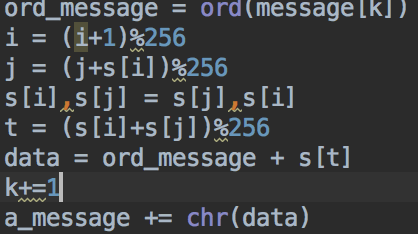 ord_message = ord(message[k])
i = (i+1)%256
j = (j+s[i])%256
s[i],s[j] = s[j],s[i]
t = (s[i]+s[j])%256
data = ord_message + s[t]
k+=1
a_message += chr(data)